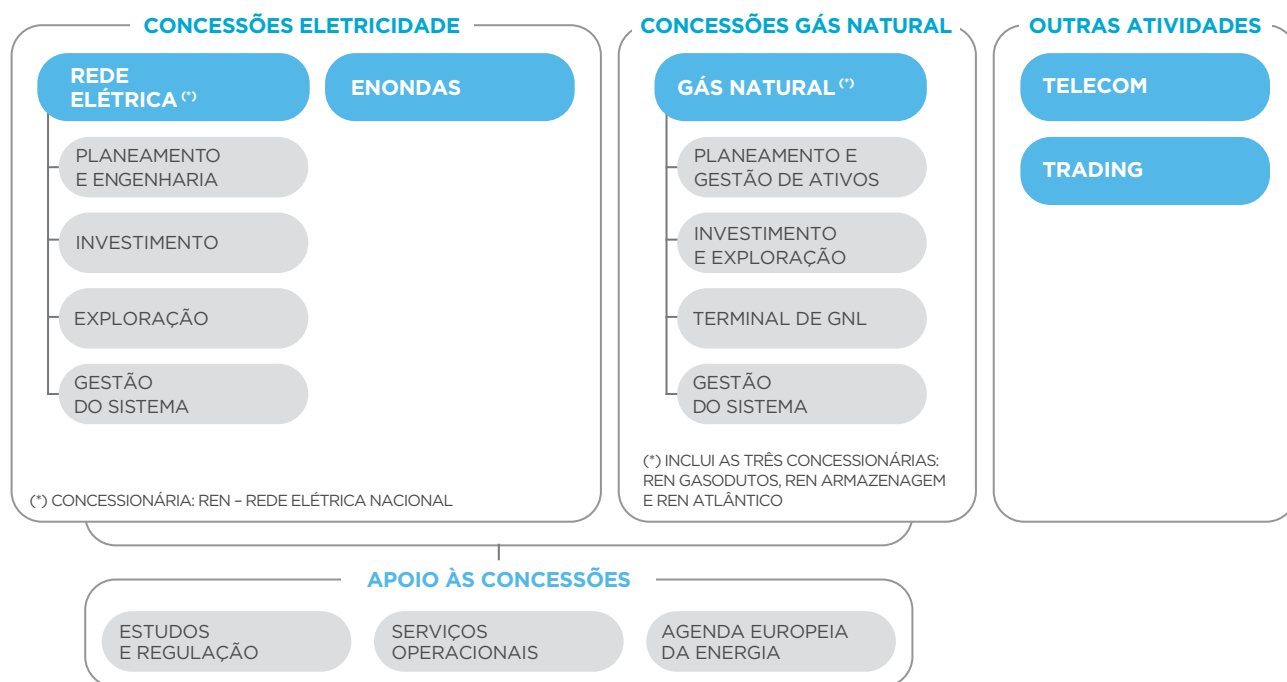 CONCESSÕES ELETRICIDADE
REDE
ELÉTRICA (*)
ENONDAS
PLANEAMENTO
E ENGENHARIA
INVESTIMENTO
EXPLORAÇÃO
GESTÃO
DO SISTEMA
(*) CONCESSIONÁRIA: REN – REDE ELÉTRICA NACIONAL
CONCESSÕES GÁS NATURAL
GÁS NATURAL (*)
PLANEAMENTO E
GESTÃO DE ATIVOS
INVESTIMENTO
E EXPLORAÇÃO
TERMINAL DE GNL
GESTÃO
DO SISTEMA
(*) INCLUI AS TRÊS CONCESSIONÁRIAS:
REN GASODUTOS, REN ARMAZENAGEM
E REN ATLÂNTICO
OUTRAS ATIVIDADES
TELECOM
TRADING
APOIO ÀS CONCESSÕES
ESTUDOS
E REGULAÇÃO
SERVIÇOS
OPERACIONAIS
AGENDA EUROPEIA
DA ENERGIA